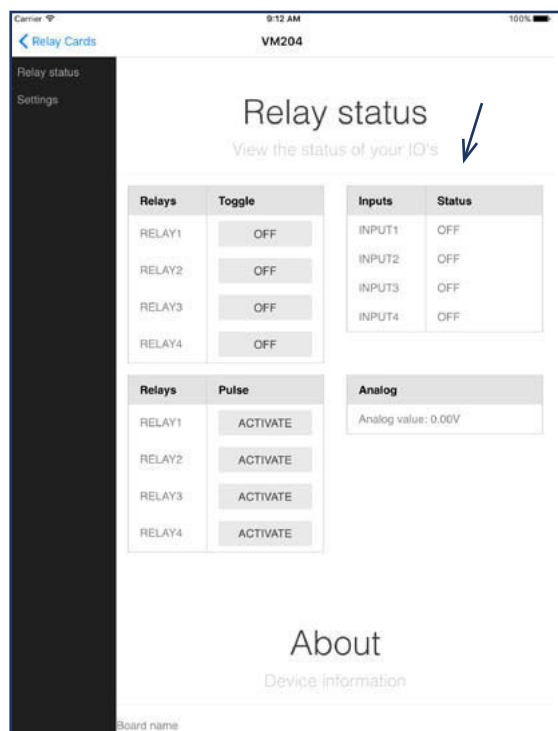 Carrier 9:12 AM 100%
Relay Cards VM204
Relay status
Settings
Relay status
View the status of your IO's
Relays Toggle
RELAY1 OFF
RELAY2 OFF
RELAY3 OFF
RELAY4 OFF
Inputs Status
INPUT1 OFF
INPUT2 OFF
INPUT3 OFF
INPUT4 OFF
Relays Pulse
RELAY1 ACTIVATE
RELAY2 ACTIVATE
RELAY3 ACTIVATE
RELAY4 ACTIVATE
Analog
Analog value: 0.00V
About
Device information
Board name